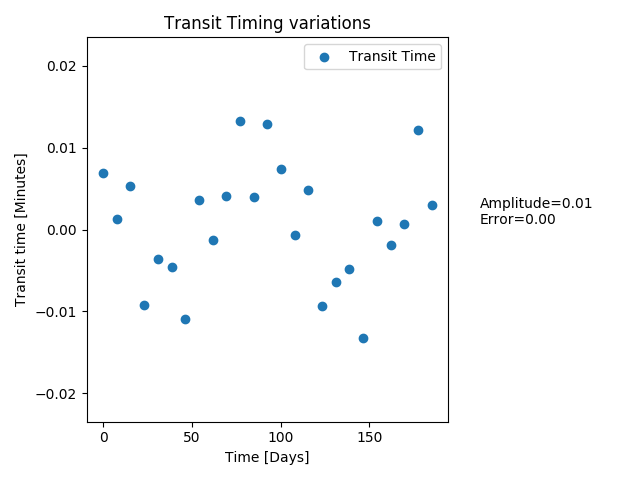 Transit Timing variations
Transit Time
0.02
0.01
0.00
−0.01
−0.02
Transit time [Minutes]
Amplitude=0.01
Error=0.00
0
50
100
150
Time [Days]